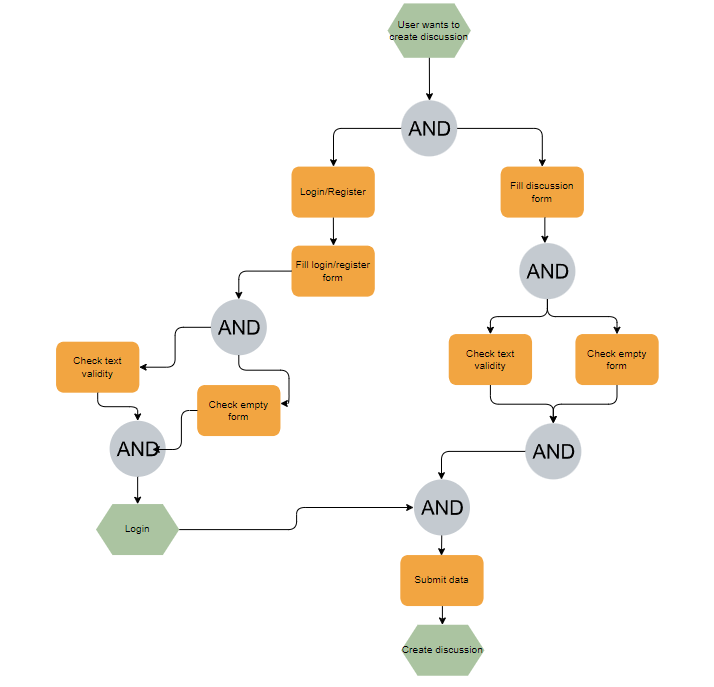 User wants to
create discussion
AND
Login/Register
Fill discussion
form
Fill login/register
form
AND
AND
Check text
validity
Check empty
form
Check text
validity
Check empty
form
AND
AND
AND
Login
Submit data
Create discussion